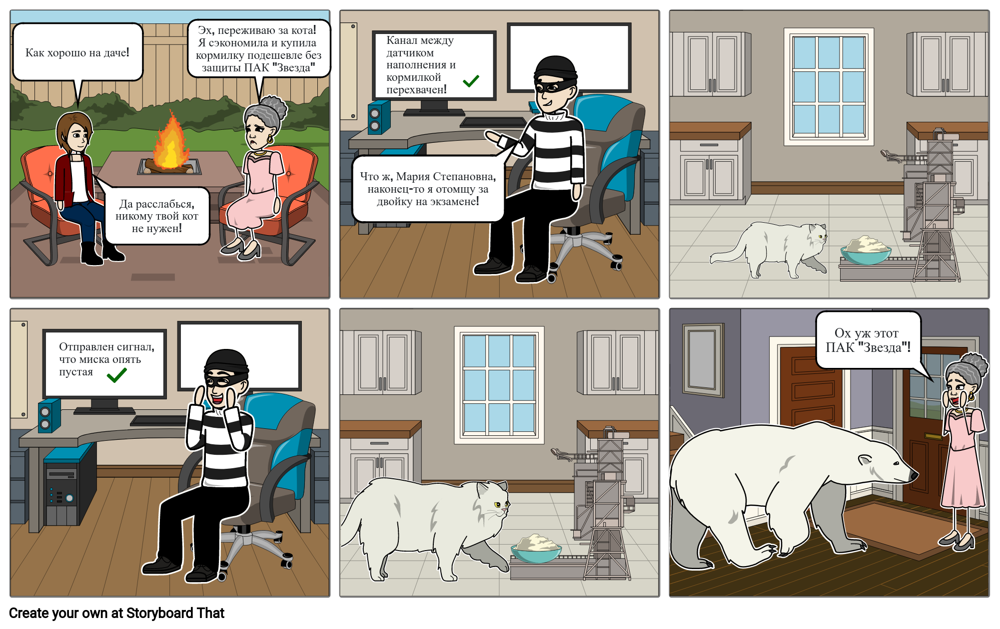 Как хорошо на даче!
Эх, переживаю за кота!
Я сэкономила и купила
кормилку подешевле без
защиты ПАК "Звезда"
Да расслабься,
никому твой кот
не нужен!
Канал между
датчиком
наполнения и
кормилкой
перехвачен!
Что ж, Мария Степановна,
наконец-то я отомщу за
двойку на экзамене!
Отправлен сигнал,
что миска опять
пустая
Ох уж этот
ПАК "Звезда"!
Create your own at Storyboard That